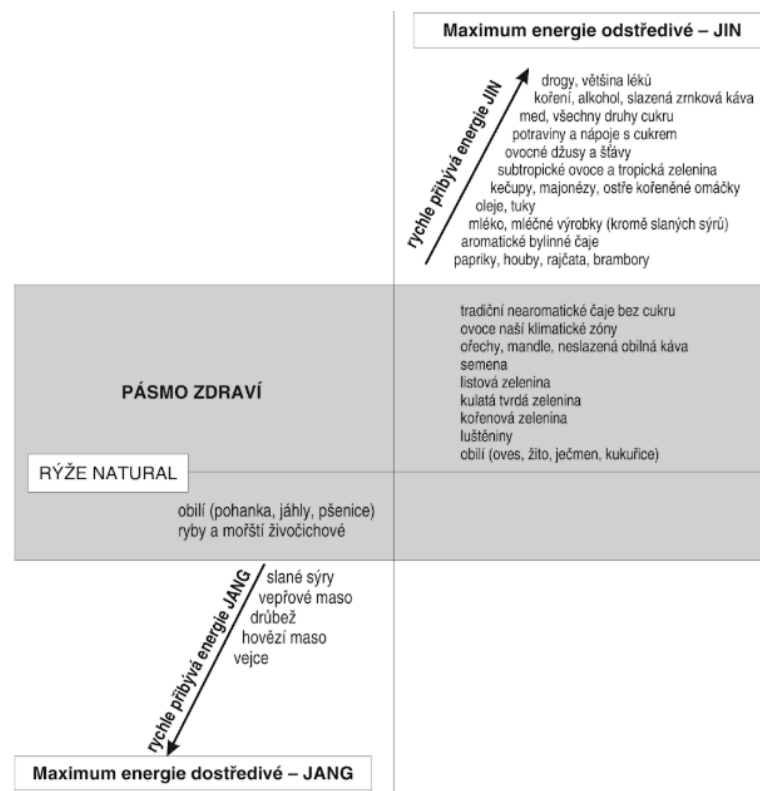 Maximum energie odstředivé – JIN
rychle přibývá energie JIN
drogy, většina léků
koření, alkohol, slazená zrnková káva
med, všechny druhy cukru
potraviny a nápoje s cukrem
ovocné džusy a šťávy
subtropické ovoce a tropická zelenina
kečupy, majonézy, ostře kořeněné omáčky
oleje, tuky
mléko, mléčné výrobky (kromě slaných sýrů)
aromatické bylinné čaje
papriky, houby, rajčata, brambory
tradiční nearomatické čaje bez cukru
ovoce naší klimatické zóny
ořechy, mandle, neslazená obilná káva
semena
listová zelenina
kulatá tvrdá zelenina
kořenová zelenina
luštěniny
obilí (oves, žito, ječmen, kukuřice)
PÁSMO ZDRAVÍ
RÝŽE NATURAL
obilí (pohanka, jáhly, pšenice)
ryby a mořští živočichové
rychle přibývá energie JANG
slané sýry
vepřové maso
drůbež
hovězí maso
vejce
Maximum energie dostředivé – JANG